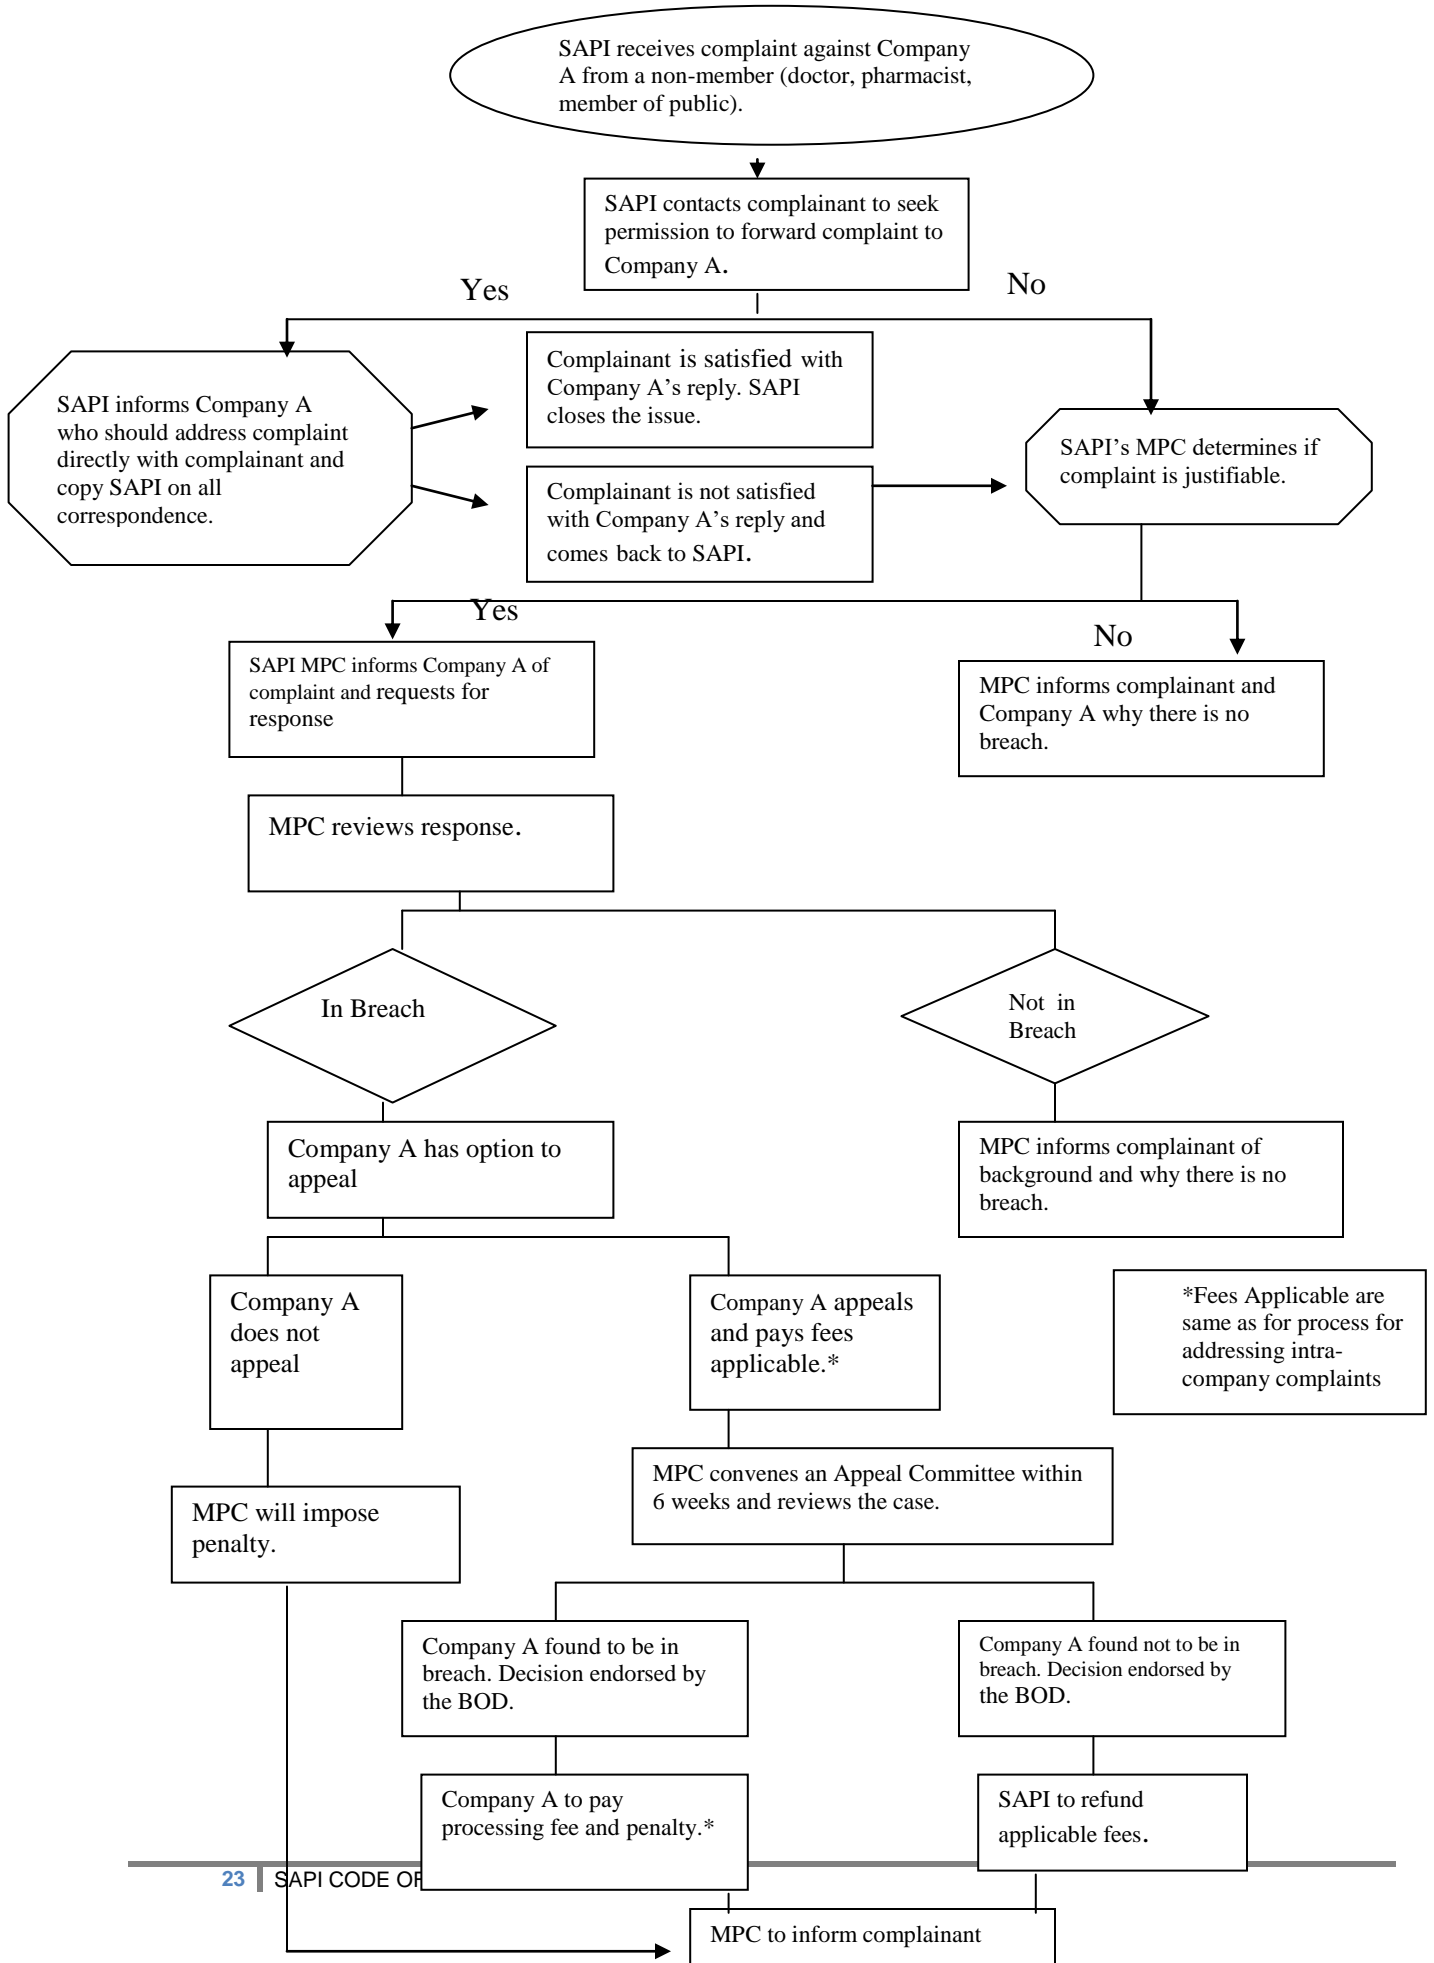 SAPI receives complaint against Company
A from a non-member (doctor, pharmacist,
member of public).
SAPI contacts complainant to seek
permission to forward complaint to
Company A.
Yes
No
SAPI informs Company A
who should address complaint
directly with complainant and
copy SAPI on all
correspondence.
Complainant is satisfied with
Company A’s reply. SAPI
closes the issue.
Complainant is not satisfied
with Company A’s reply and
comes back to SAPI.
SAPI’s MPC determines if
complaint is justifiable.
Yes
No
SAPI MPC informs Company A of
complaint and requests for
response
MPC informs complainant and
Company A why there is no
breach.
MPC reviews response.
In Breach
Not in
Breach
Company A has option to
appeal
MPC informs complainant of
background and why there is no
breach.
Company A
does not
appeal
Company A appeals
and pays fees
applicable.*
*Fees Applicable are
same as for process for
addressing intra-
company complaints
MPC will impose
penalty.
MPC convenes an Appeal Committee within
6 weeks and reviews the case.
Company A found to be in
breach. Decision endorsed by
the BOD.
Company A found not to be in
breach. Decision endorsed by
the BOD.
Company A to pay
processing fee and penalty.*
SAPI to refund
applicable fees.
23 SAPI CODE OF
MPC to inform complainant